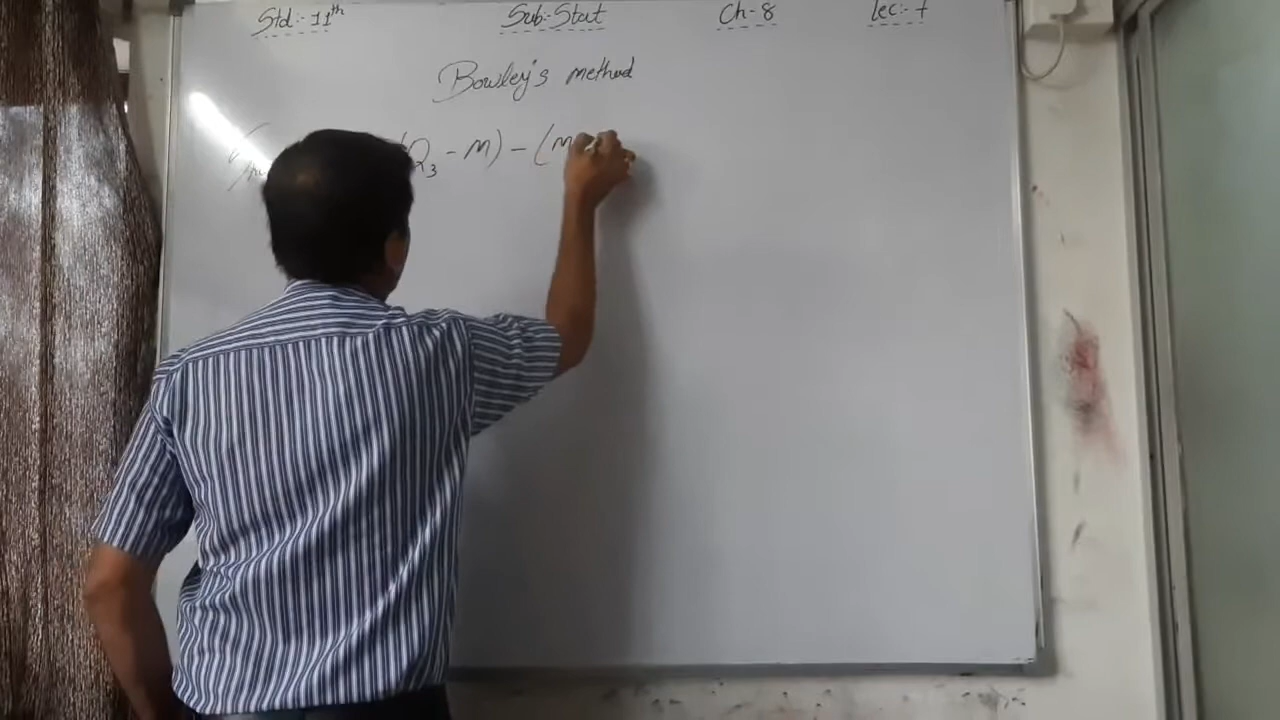 Std:- 11th Sub:- Stat Ch-8 Lec:- 7
Bowley's method
(Q3 - M) - (M